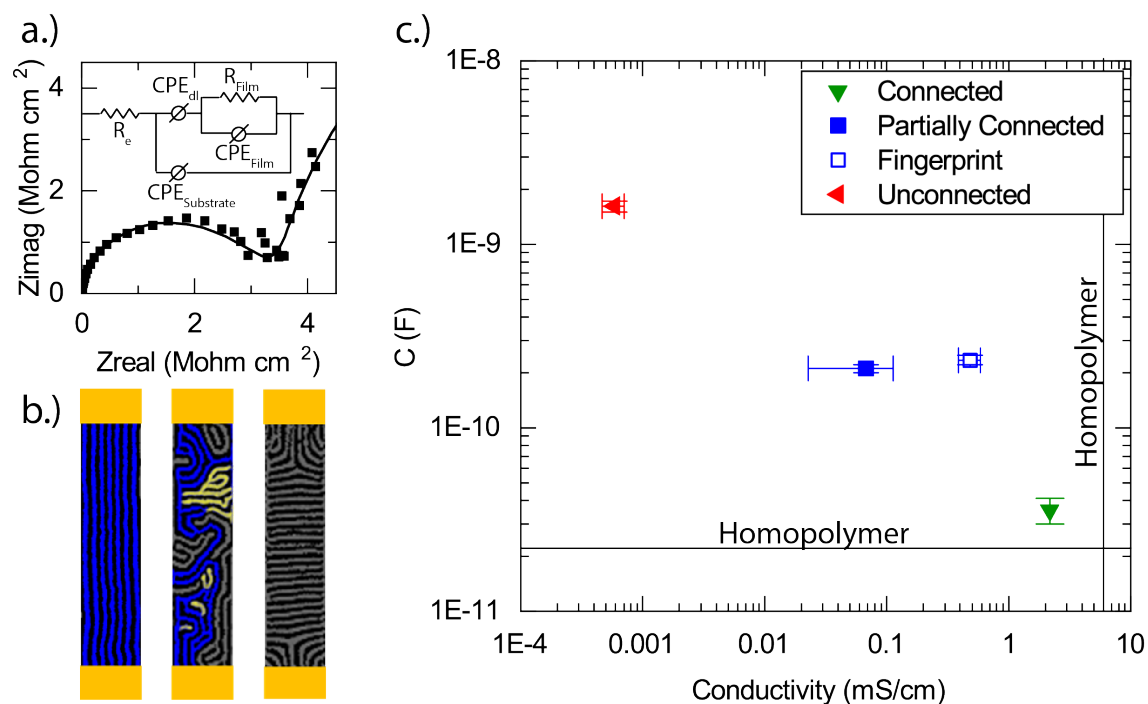 a.)
Zimag (Mohm cm 2)
4
2
0
0
2
4
Zreal (Mohm cm 2)
Re
CPEdl
RFilm
CPEFilm
CPESubstrate
b.)
c.)
C (F)
1E-8
1E-9
1E-10
1E-11
1E-4
0.001
0.01
0.1
1
10
Conductivity (mS/cm)
Connected
Partially Connected
Fingerprint
Unconnected
Homopolymer
Homopolymer